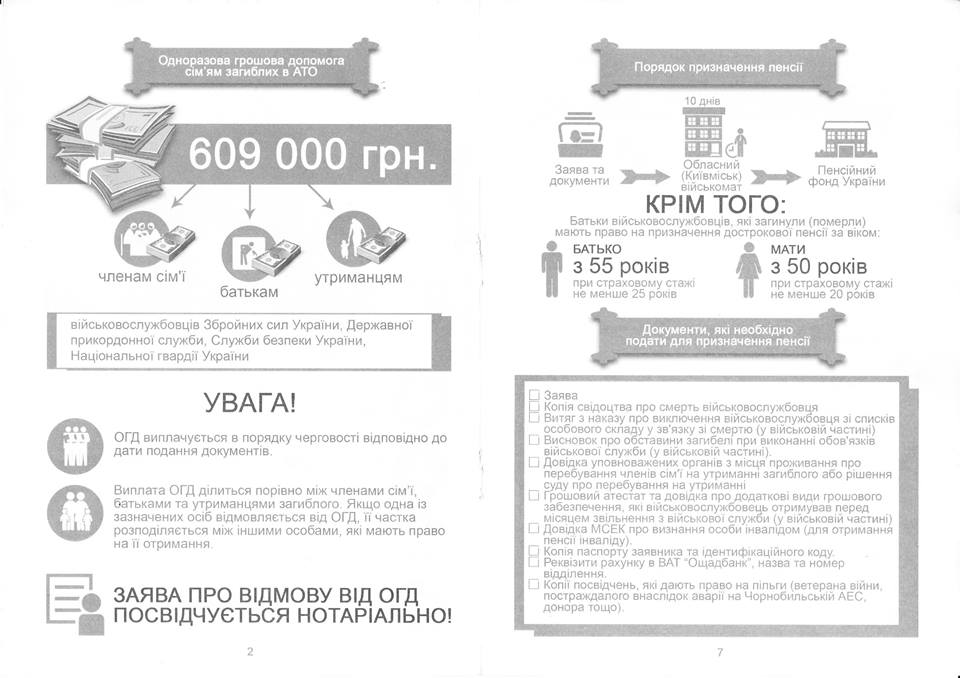 Одноразова грошова допомога
сім'ям загиблих в АТО
609 000 грн.
членам сім'ї
батькам
утриманцям
військовослужбовців Збройних сил України, Державної
прикордонної служби, Служби безпеки України,
Національної гвардії України
УВАГА!
ОГД виплачується в порядку черговості відповідно до
дати подання документів.
Виплата ОГД ділиться порівно між членами сім'ї,
батьками та утриманцями загиблого. Якщо одна із
зазначених осіб відмовляється від ОГД, її частка
розподіляється між іншими особами, які мають право
на її отримання.
ЗАЯВА ПРО ВІДМОВУ ВІД ОГД
ПОСВІДЧУЄТЬСЯ НОТАРІАЛЬНО!
2
Порядок призначення пенсії
10 днів
Заява та
документи
Обласний
(Київміськ)
військомат
Пенсійний
фонд України
КРІМ ТОГО:
Батьки військовослужбовців, які загинули (померли)
мають право на призначення дострокової пенсії за віком:
БАТЬКО
з 55 років
при страховому стажі
не менше 25 років
МАТИ
з 50 років
при страховому стажі
не менше 20 років
Документи, які необхідно
подати для призначення пенсії
Заява
Копія свідоцтва про смерть військовослужбовця
Витяг з наказу про виключення військовослужбовця зі списків
особового складу у зв'язку зі смертю (у військовій частині)
Висновок про обставини загибелі при виконанні обов'язків
військової служби (у військовій частині).
Довідка уповноважених органів з місця проживання про
перебування членів сім'ї на утриманні загиблого або рішення
суду про перебування на утриманні
Грошовий атестат та довідка про додаткові види грошового
забезпечення, які військовослужбовець отримував перед
місяцем звільнення з військової служби (у військовій частині)
Довідка МСЕК про визнання особи інвалідом (для отримання
пенсії інваліду).
Копія паспорту заявника та ідентифікаційного коду.
Реквізити рахунку в ВАТ "Ощадбанк", назва та номер
відділення.
Копії посвідчень, які дають право на пільги (ветерана війни,
постраждалого внаслідок аварії на Чорнобильській АЕС,
донора тощо).
7